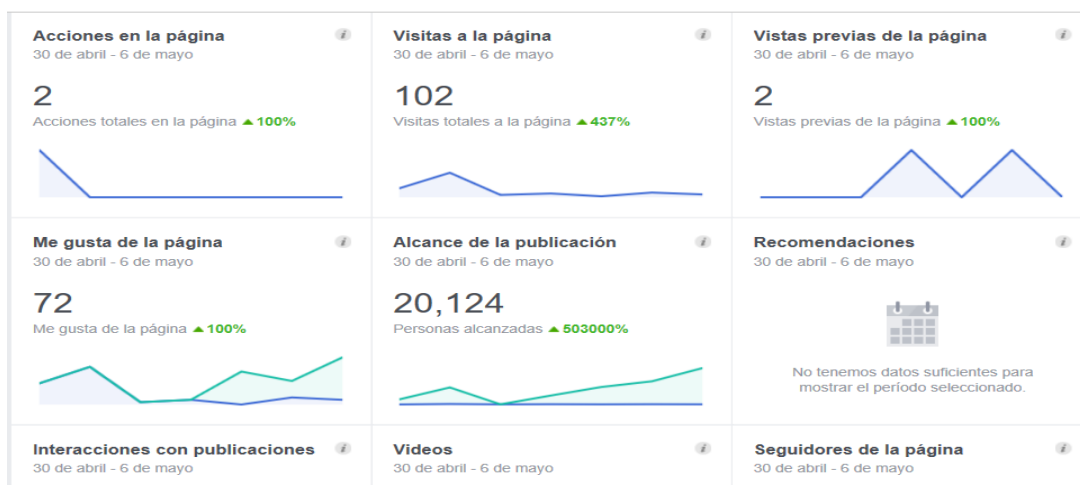 Acciones en la página
30 de abril - 6 de mayo
2
Acciones totales en la página ▲ 100%
Visitas a la página
30 de abril - 6 de mayo
102
Visitas totales a la página ▲ 437%
Vistas previas de la página
30 de abril - 6 de mayo
2
Vistas previas de la página ▲ 100%
Me gusta de la página
30 de abril - 6 de mayo
72
Me gusta de la página ▲ 100%
Alcance de la publicación
30 de abril - 6 de mayo
20,124
Personas alcanzadas ▲ 503000%
Recomendaciones
30 de abril - 6 de mayo
No tenemos datos suficientes para
mostrar el período seleccionado.
Interacciones con publicaciones
30 de abril - 6 de mayo
Videos
30 de abril - 6 de mayo
Seguidores de la página
30 de abril - 6 de mayo